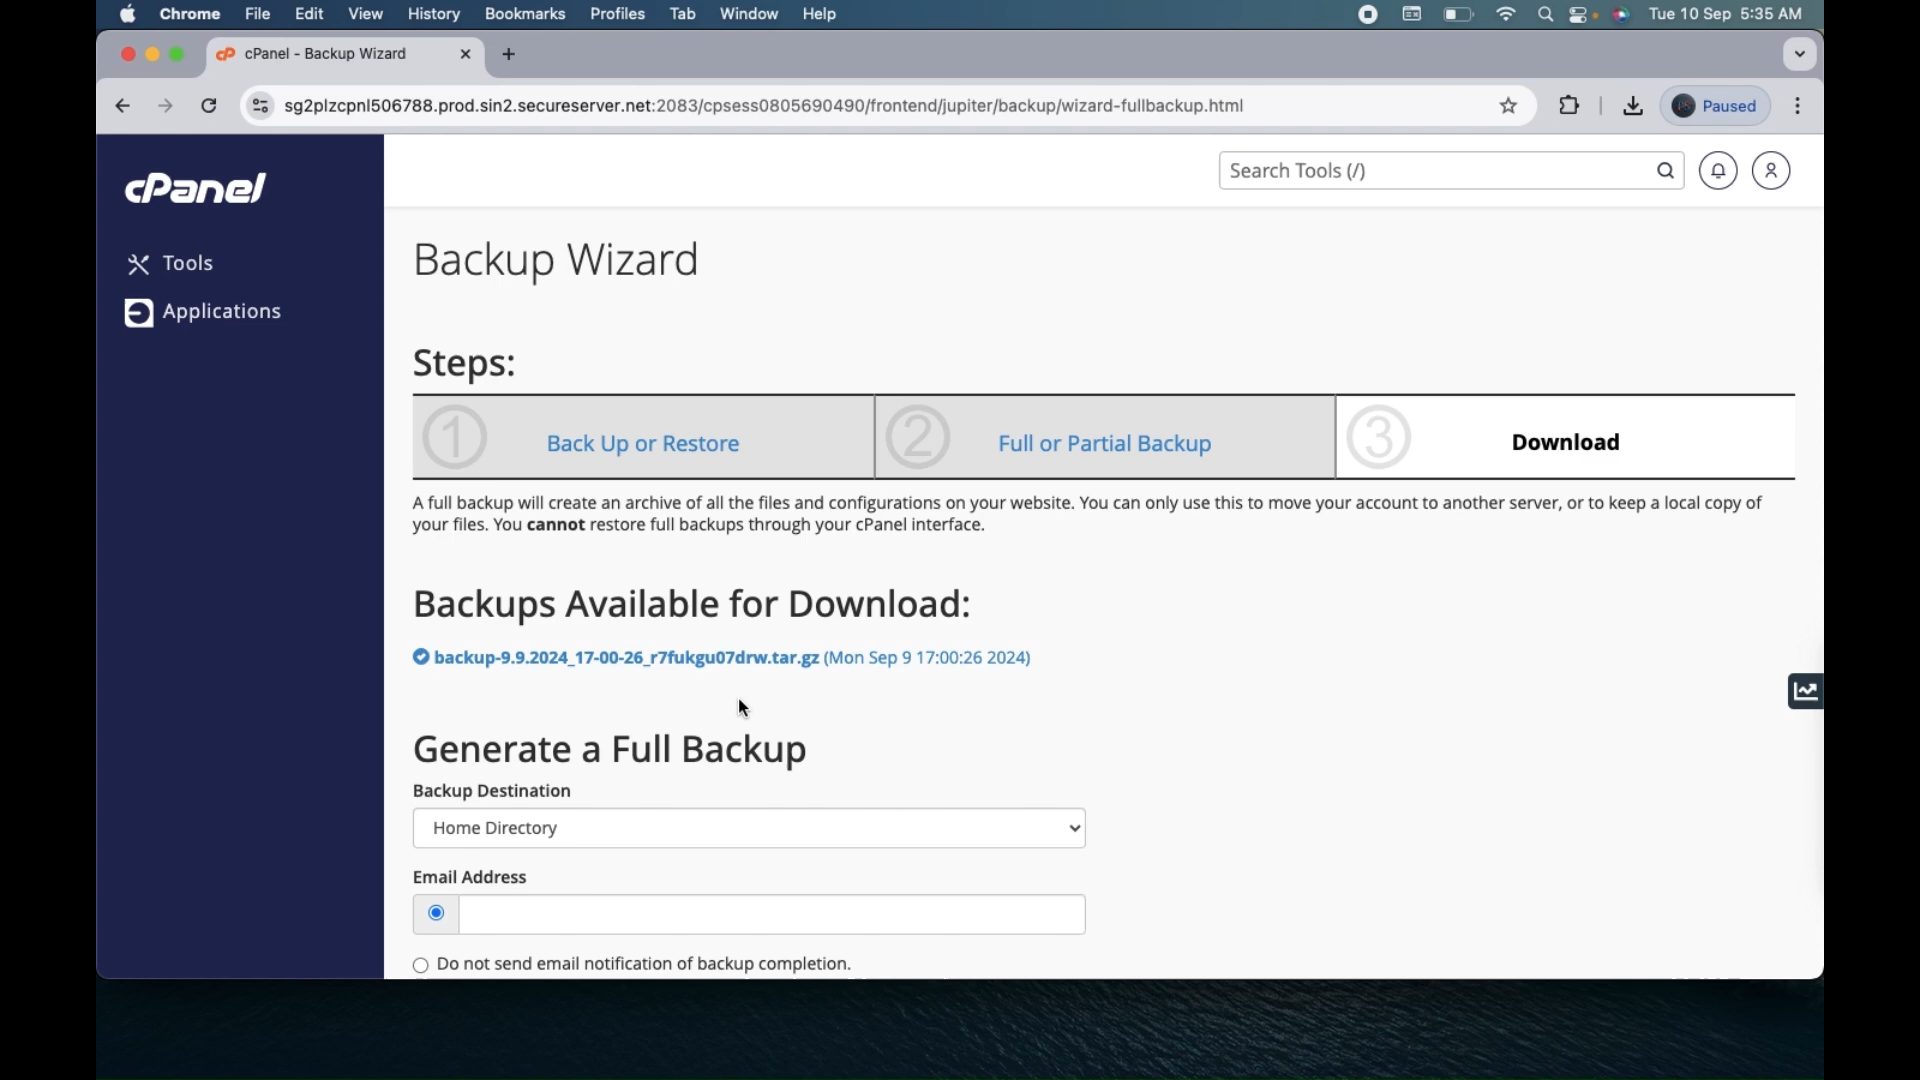 Chrome File Edit View History Bookmarks Profiles Tab Window Help Tue 10 Sep 5:35 AM
cPanel - Backup Wizard
sg2plzcpnl506788.prod.sin2.secureserver.net:2083/cpsess0805690490/frontend/jupiter/backup/wizard-fullbackup.html Paused
cPanel
Search Tools (/)
Tools
Applications
Backup Wizard
Steps:
1 Back Up or Restore 2 Full or Partial Backup 3 Download
A full backup will create an archive of all the files and configurations on your website. You can only use this to move your account to another server, or to keep a local copy of
your files. You cannot restore full backups through your cPanel interface.
Backups Available for Download:
backup-9.9.2024_17-00-26_r7fukgu07drw.tar.gz (Mon Sep 9 17:00:26 2024)
Generate a Full Backup
Backup Destination
Home Directory
Email Address
Do not send email notification of backup completion.